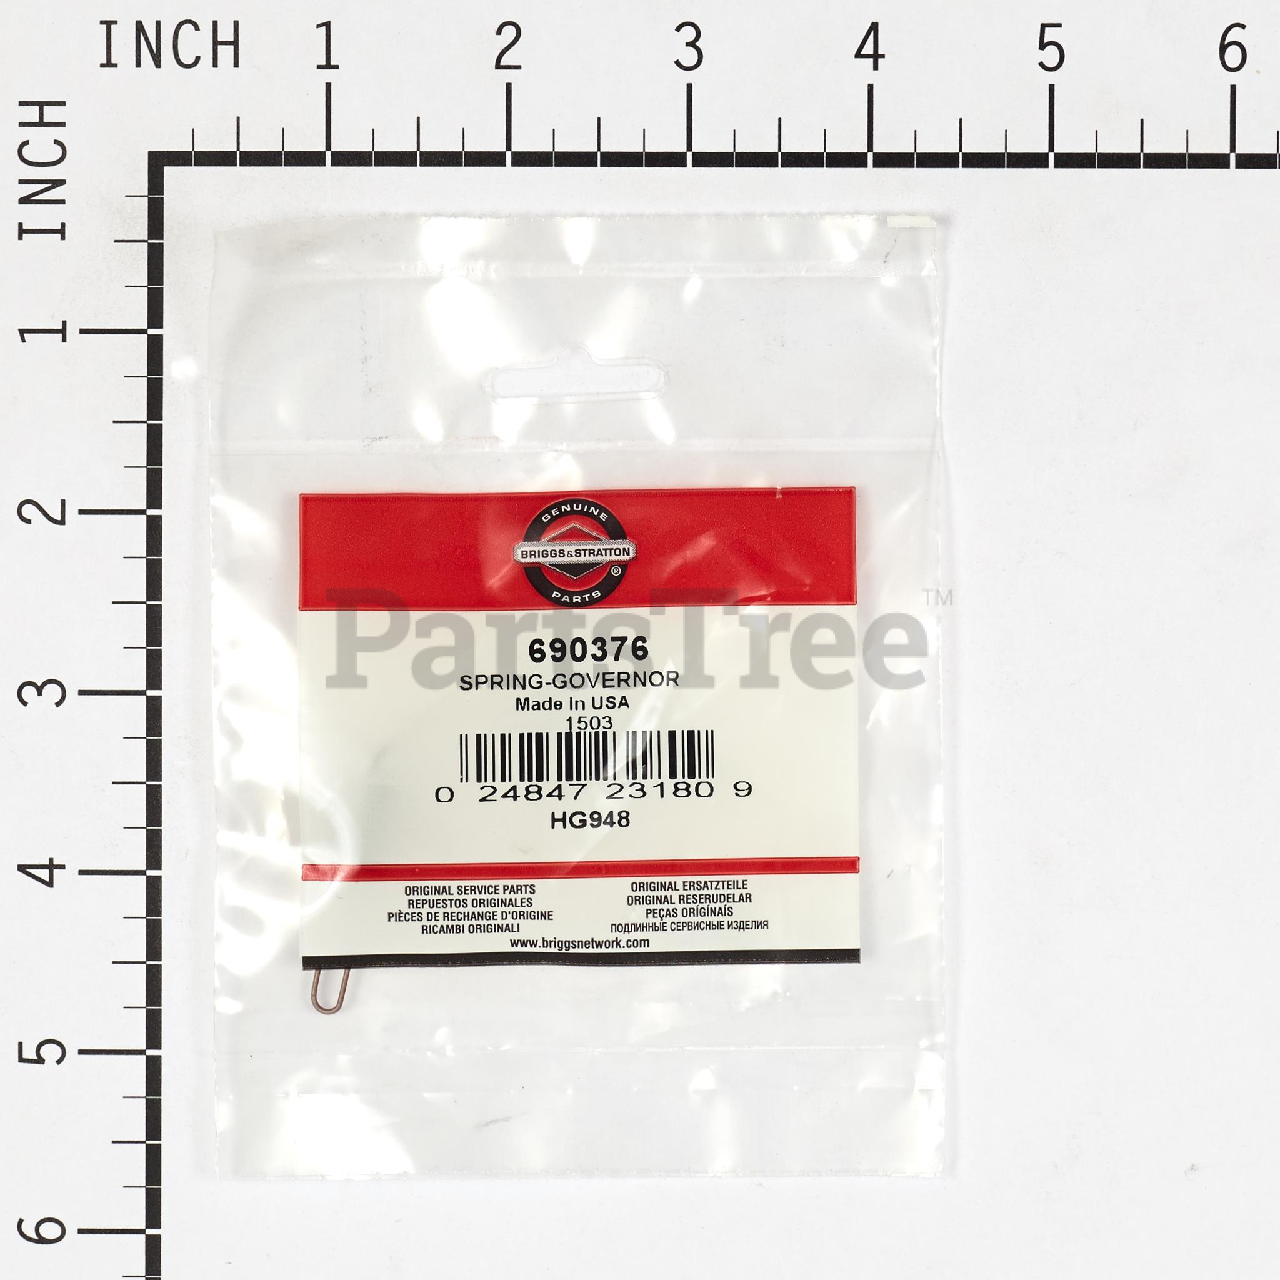 INCH 1 2 3 4 5 6
INCH
1
2
3
4
5
6
GENUINE
BRIGGS&STRATTON
®
PARTS
PartsTree™
690376
SPRING-GOVERNOR
Made In USA
1503
0 24847 23180 9
HG948
ORIGINAL SERVICE PARTS
REPUESTOS ORIGINALES
PIÈCES DE RECHANGE D'ORIGINE
RICAMBI ORIGINALI
ORIGINAL ERSATZTEILE
ORIGINAL RESERUDELAR
PEÇAS ORÍGÍNAÍS
ПОДЛИННЫЕ СЕРВИСНЫЕ ИЗДЕЛИЯ
www.briggsnetwork.com